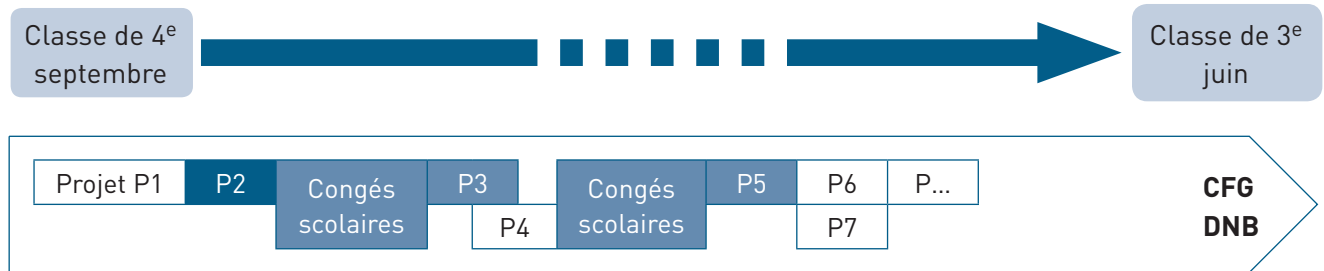 Classe de 4e
septembre
Classe de 3e
juin
Projet P1
P2
Congés
scolaires
P3
P4
Congés
scolaires
P5
P6
P7
P...
CFG
DNB